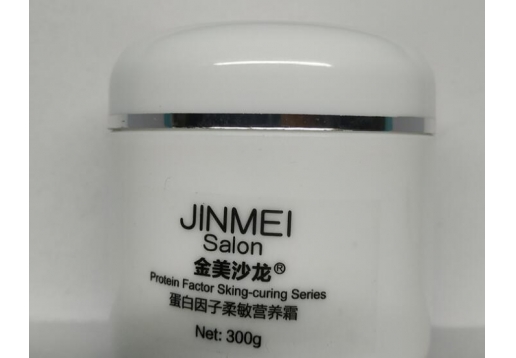 JINMEI
Salon
金美沙龙®
Protein Factor Sking-curing Series
蛋白因子柔敏营养霜
Net: 300g